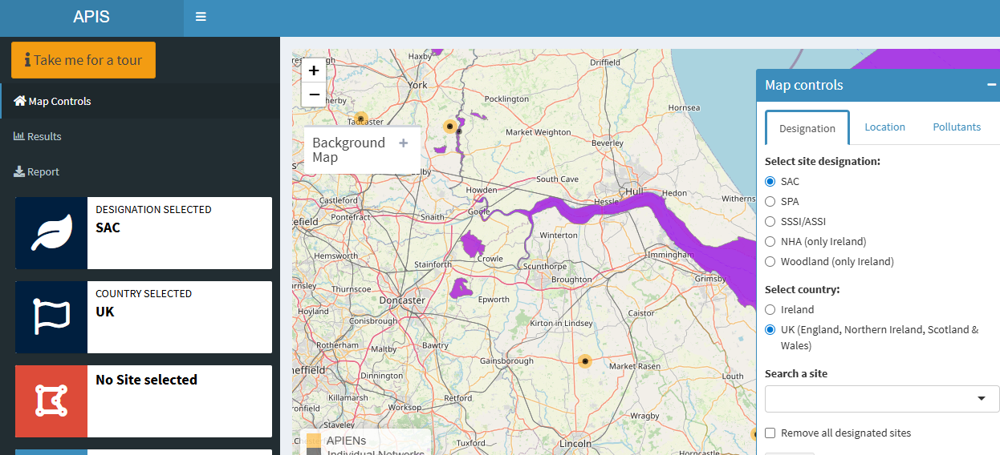 APIS
Take me for a tour
Map Controls
Results
Report
DESIGNATION SELECTED
SAC
COUNTRY SELECTED
UK
No Site selected
+
−
Background
Map
+
Haxby
Driffield
York
Pocklington
Hornsea
Tadcaster
Market Weighton
Beverley
South Cave
Howden
Hull
Hedon
Castleford
Hessle
Witherns
Goole
Pontefract
Snaith
Winterton
Hemsworth
Crowle
Immingham
Stainforth
Scunthorpe
Broughton
Grimsby
Thurnscoe
Doncaster
Epworth
Hoyland
Caistor
Conisbrough
Kirton in Lindsey
Rotherham
Maltby
Bawtry
Gainsborough
Market Rasen
Dinnington
Louth
Killamarsh
Retford
Worksop
Wragby
Staveley
Tuxford
Lincoln
Horncastle
APIENs
Individual Networks
Map controls
−
Designation
Location
Pollutants
Select site designation:
SAC
SPA
SSSI/ASSI
NHA (only Ireland)
Woodland (only Ireland)
Select country:
Ireland
UK (England, Northern Ireland, Scotland &
Wales)
Search a site
Remove all designated sites